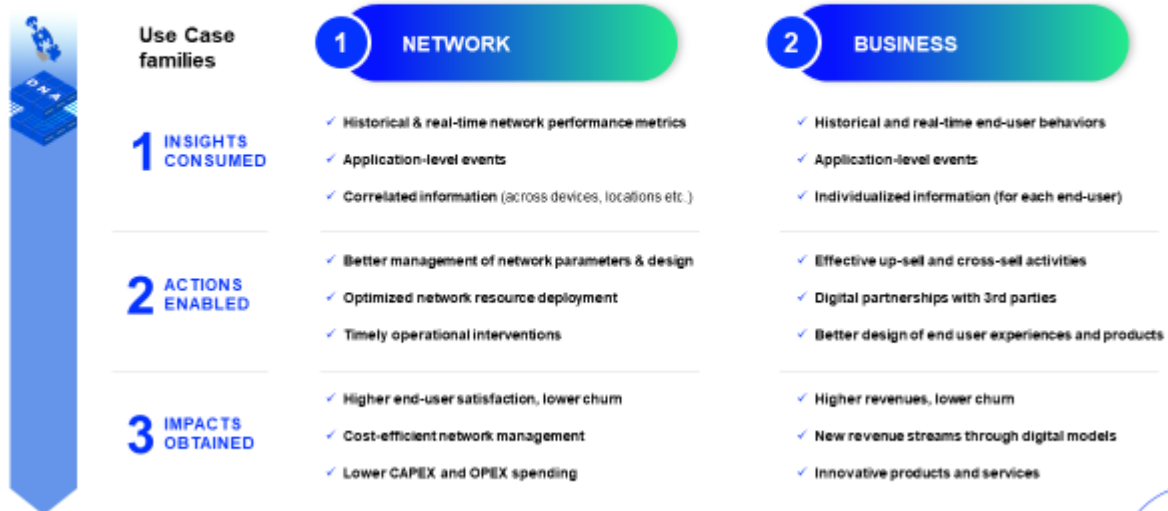 Use Case
families
1 NETWORK
2 BUSINESS
DNA
1 INSIGHTS
CONSUMED
✓ Historical & real-time network performance metrics
✓ Application-level events
✓ Correlated information (across devices, locations etc.)
✓ Historical and real-time end-user behaviors
✓ Application-level events
✓ Individualized information (for each end-user)
2 ACTIONS
ENABLED
✓ Better management of network parameters & design
✓ Optimized network resource deployment
✓ Timely operational interventions
✓ Effective up-sell and cross-sell activities
✓ Digital partnerships with 3rd parties
✓ Better design of end user experiences and products
3 IMPACTS
OBTAINED
✓ Higher end-user satisfaction, lower churn
✓ Cost-efficient network management
✓ Lower CAPEX and OPEX spending
✓ Higher revenues, lower churn
✓ New revenue streams through digital models
✓ Innovative products and services